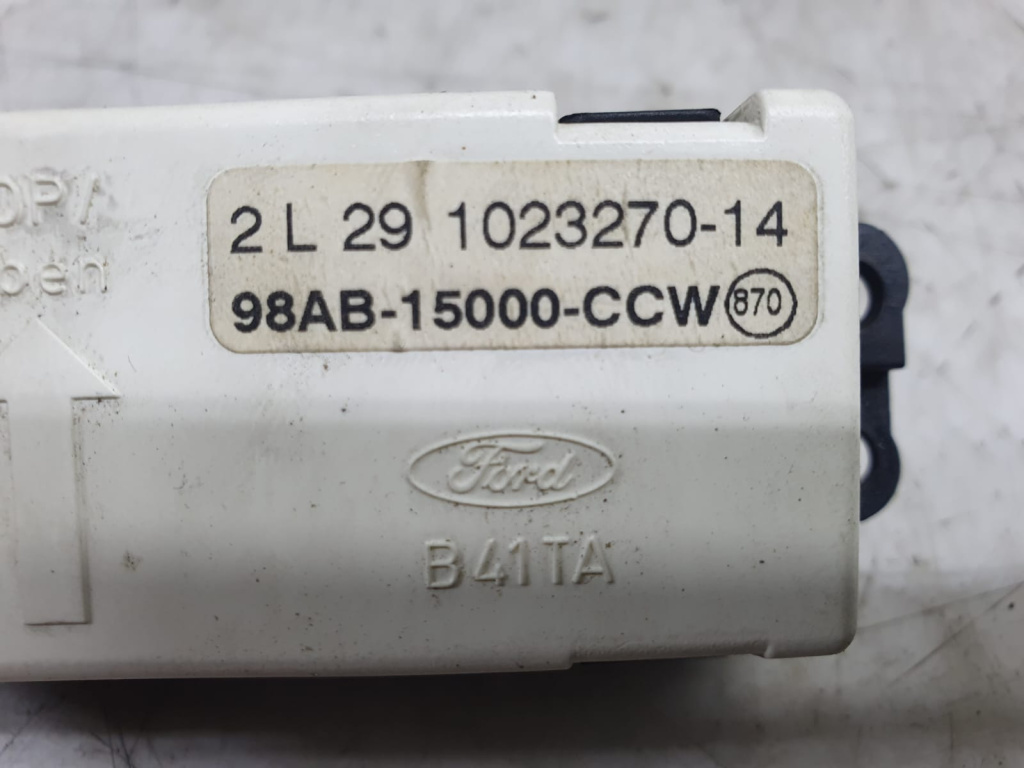 2 L 29 1023270-14
98AB-15000-CCW 870
Ford
B41TA